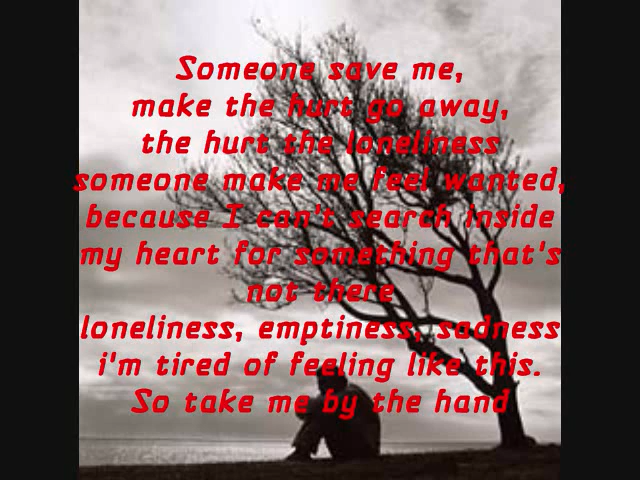 Someone save me,
make the hurt go away,
the hurt the loneliness
someone make me feel wanted,
because I can't search inside
my heart for something that's
not there
loneliness, emptiness, sadness
i'm tired of feeling like this.
So take me by the hand